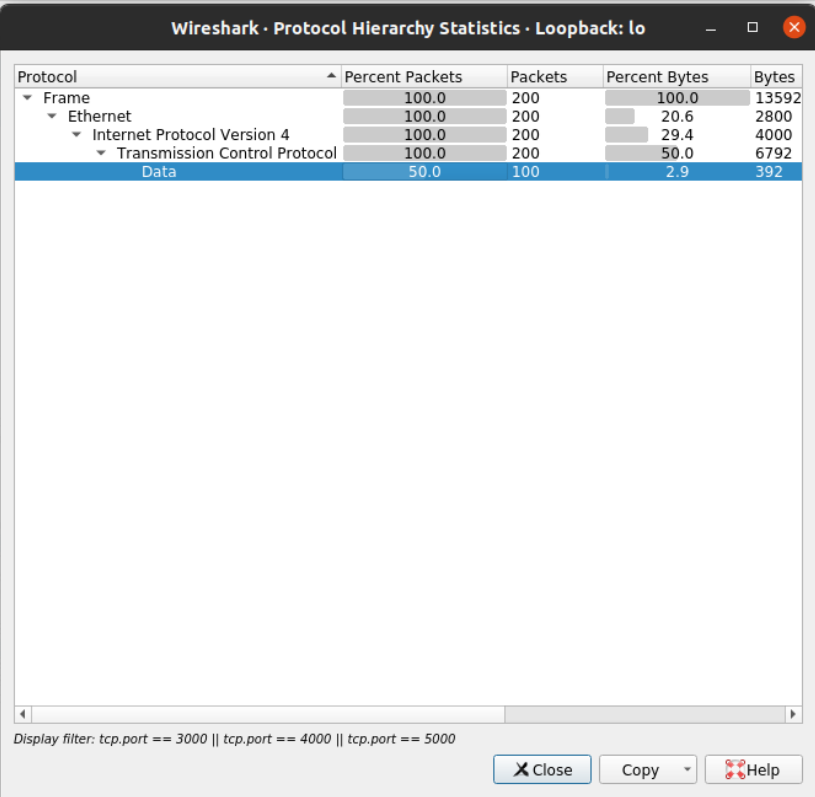 Wireshark · Protocol Hierarchy Statistics · Loopback: lo
Protocol Percent Packets Packets Percent Bytes Bytes
Frame 100.0 200 100.0 13592
Ethernet 100.0 200 20.6 2800
Internet Protocol Version 4 100.0 200 29.4 4000
Transmission Control Protocol 100.0 200 50.0 6792
Data 50.0 100 2.9 392
Display filter: tcp.port == 3000 || tcp.port == 4000 || tcp.port == 5000
Close Copy Help